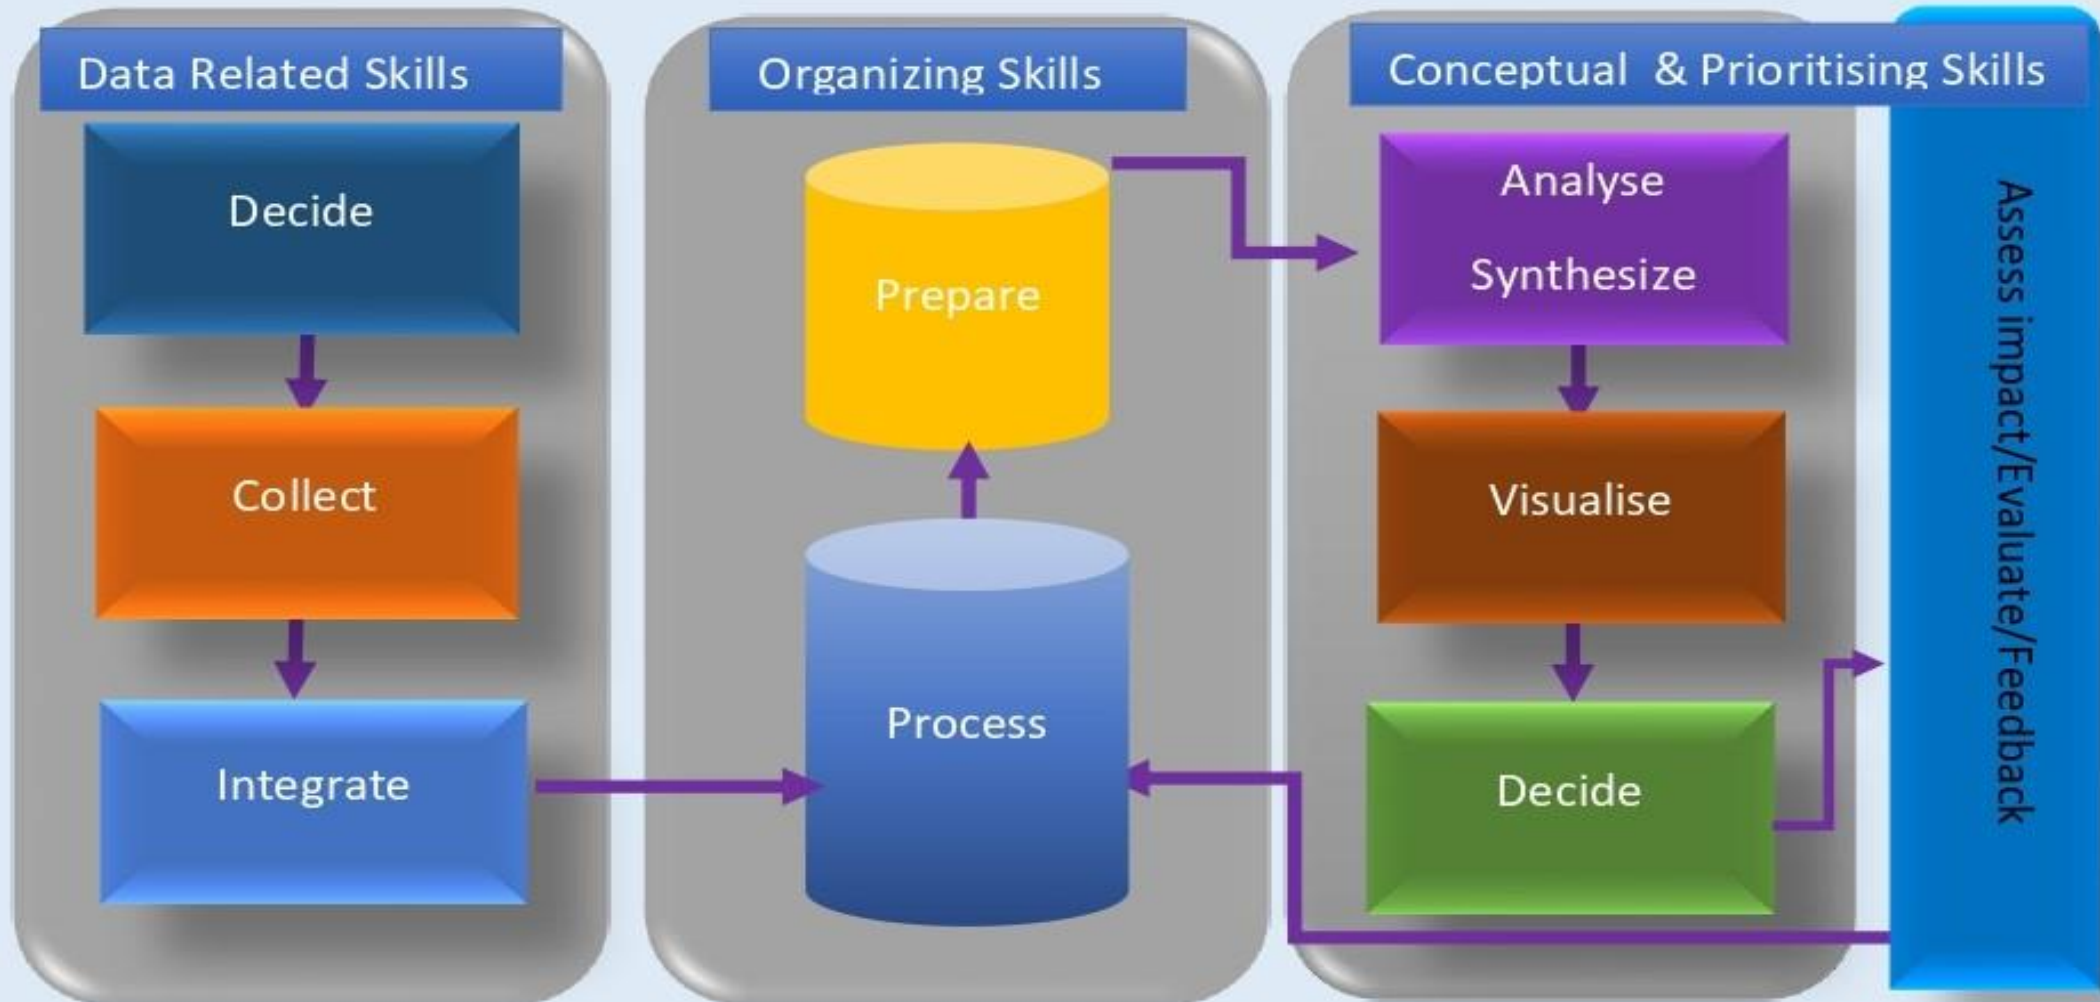 Data Related Skills
Decide
Collect
Integrate
Organizing Skills
Prepare
Process
Conceptual & Prioritising Skills
Analyse
Synthesize
Visualise
Decide
Assess impact/Evaluate/Feedback